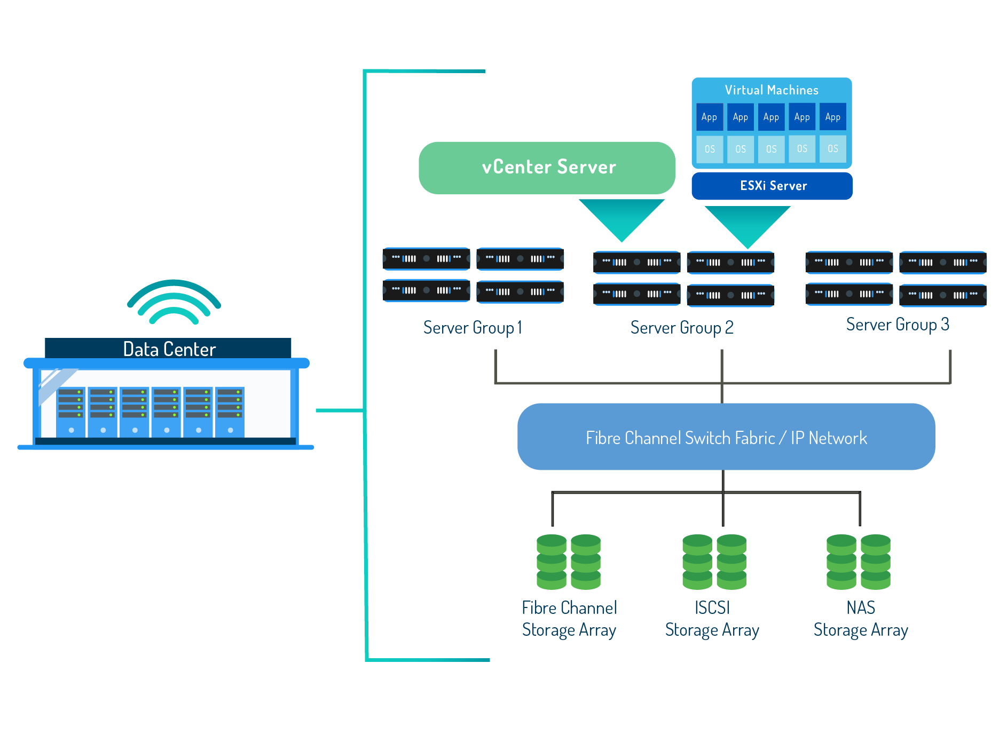 Virtual Machines
App App App App App
OS OS OS OS OS
vCenter Server
ESXi Server
Server Group 1
Server Group 2
Server Group 3
Data Center
Fibre Channel Switch Fabric / IP Network
Fibre Channel
Storage Array
ISCSI
Storage Array
NAS
Storage Array